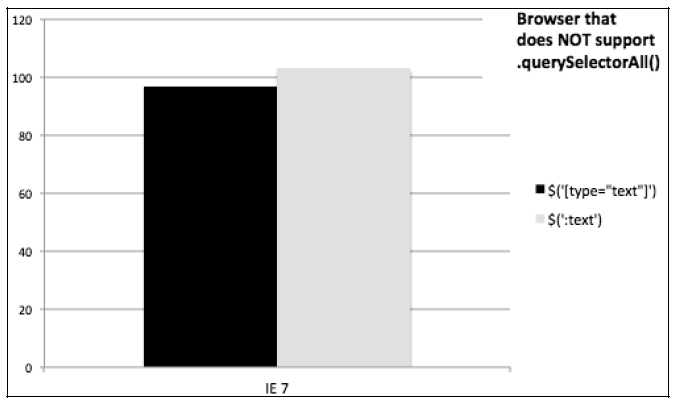 Browser that
does NOT support
.querySelectorAll()
120
100
80
60
40
20
0
IE 7
$('[type="text"]')
$(':text')